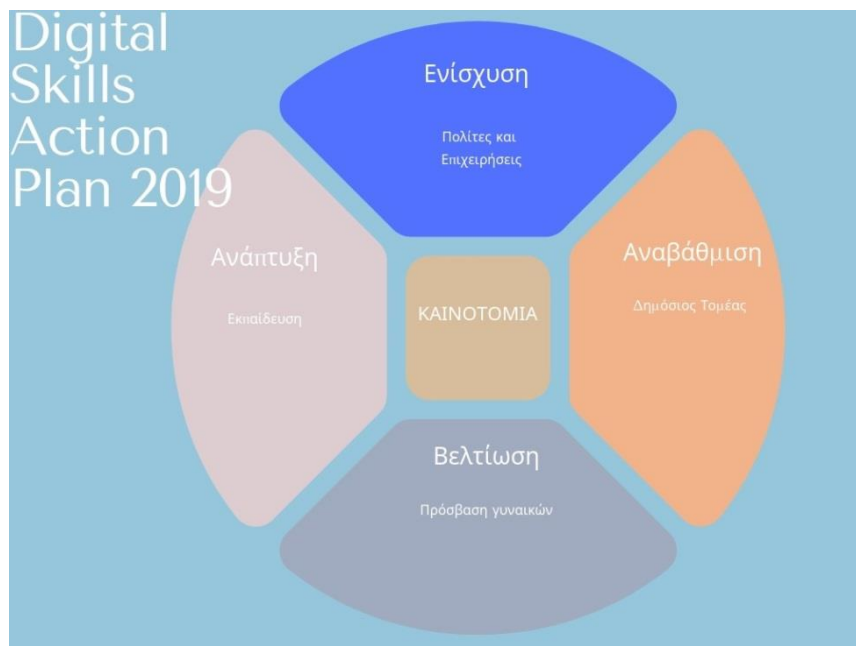 Digital
Skills
Action
Plan 2019
Ενίσχυση
Πολίτες και
Επιχειρήσεις
Ανάπτυξη
Εκπαίδευση
ΚΑΙΝΟΤΟΜΙΑ
Αναβάθμιση
Δημόσιος Τομέας
Βελτίωση
Πρόσβαση γυναικών